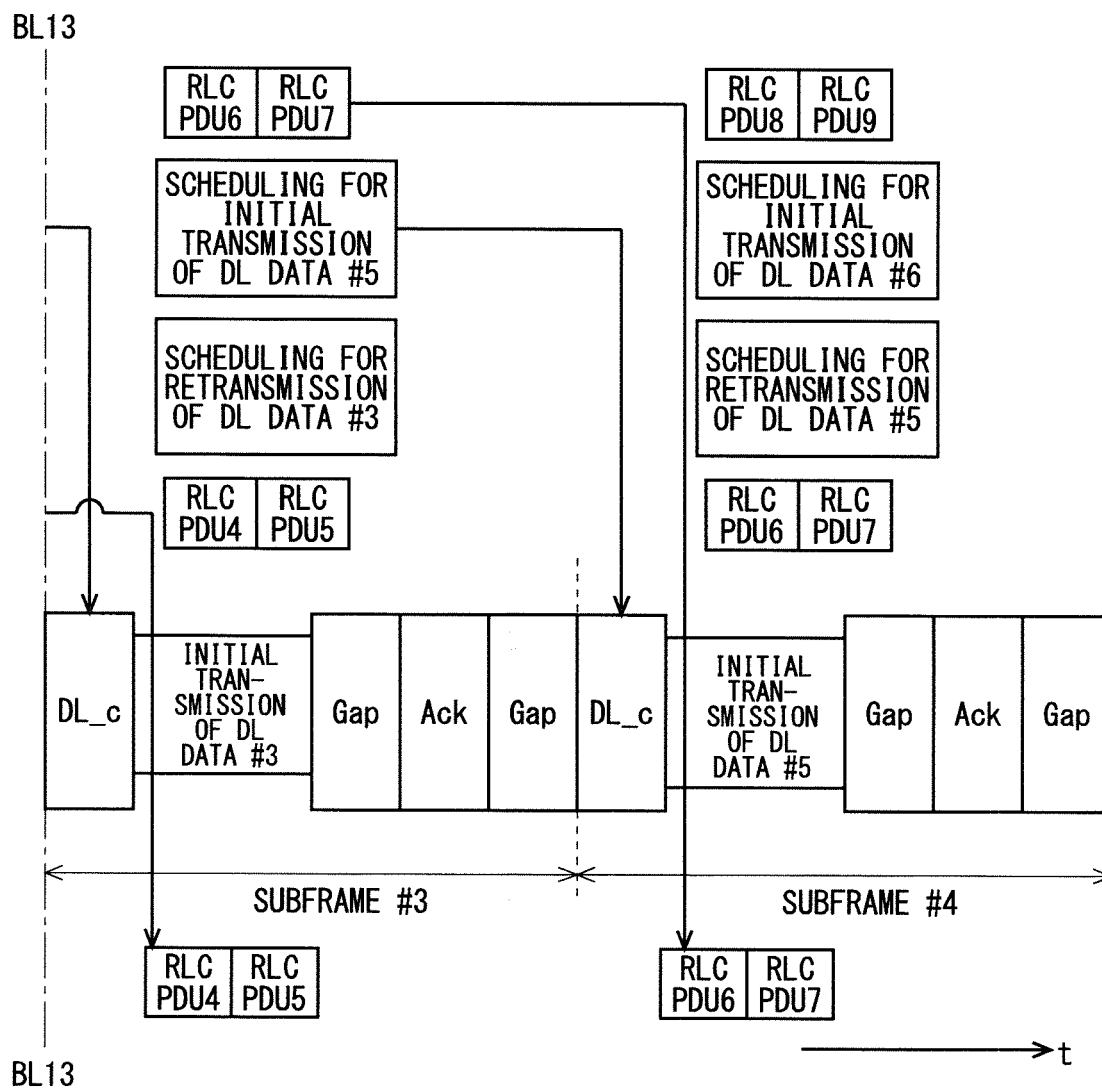 BL13
RLC PDU6
RLC PDU7
RLC PDU8
RLC PDU9
SCHEDULING FOR
INITIAL
TRANSMISSION
OF DL DATA #5
SCHEDULING FOR
INITIAL
TRANSMISSION
OF DL DATA #6
SCHEDULING FOR
RETRANSMISSION
OF DL DATA #3
SCHEDULING FOR
RETRANSMISSION
OF DL DATA #5
RLC PDU4
RLC PDU5
RLC PDU6
RLC PDU7
DL_c
INITIAL
TRAN-
SMISSION
OF DL
DATA #3
Gap
Ack
Gap
DL_c
INITIAL
TRAN-
SMISSION
OF DL
DATA #5
Gap
Ack
Gap
SUBFRAME #3
SUBFRAME #4
RLC PDU4
RLC PDU5
RLC PDU6
RLC PDU7
t
BL13